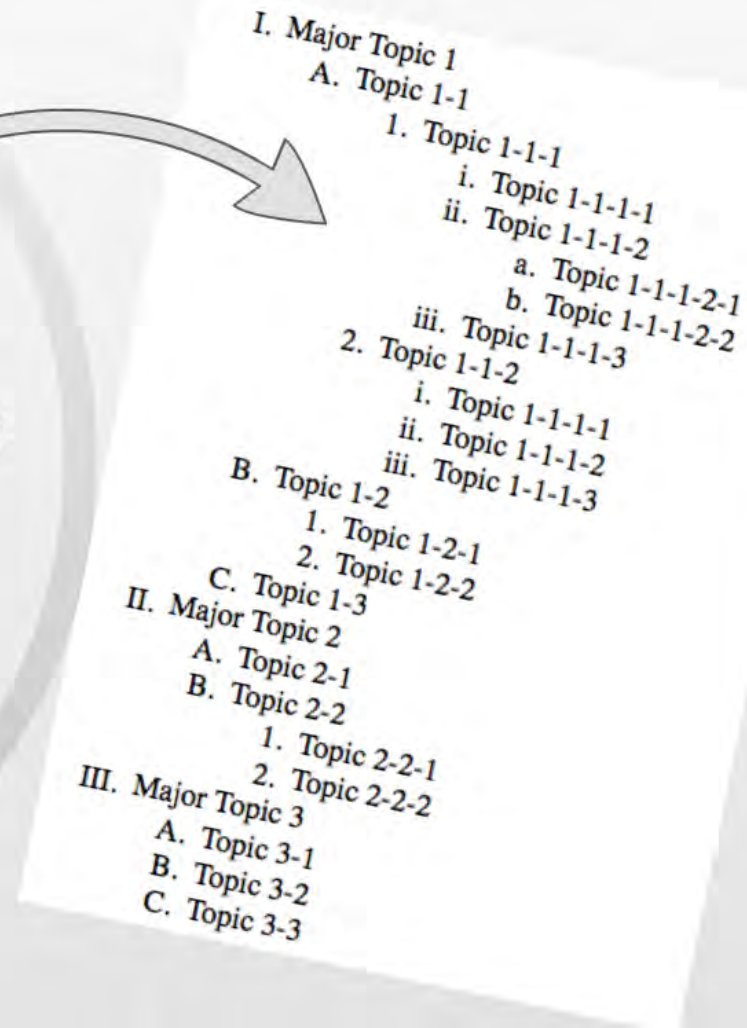 I. Major Topic 1
A. Topic 1-1
1. Topic 1-1-1
i. Topic 1-1-1-1
ii. Topic 1-1-1-2
a. Topic 1-1-1-2-1
b. Topic 1-1-1-2-2
iii. Topic 1-1-1-3
2. Topic 1-1-2
i. Topic 1-1-1-1
ii. Topic 1-1-1-2
iii. Topic 1-1-1-3
B. Topic 1-2
1. Topic 1-2-1
2. Topic 1-2-2
C. Topic 1-3
II. Major Topic 2
A. Topic 2-1
B. Topic 2-2
1. Topic 2-2-1
2. Topic 2-2-2
III. Major Topic 3
A. Topic 3-1
B. Topic 3-2
C. Topic 3-3